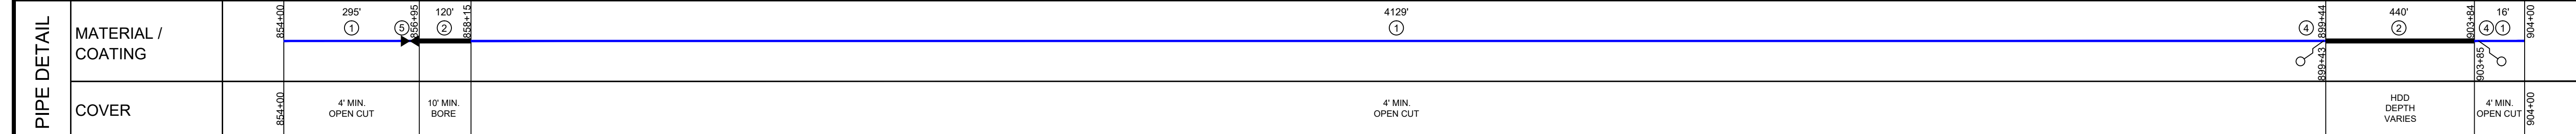 PIPE DETAIL
MATERIAL /
COATING
854+00
295'
1
5
856+95
120'
2
858+15
4129'
1
4
899+44
899+43
440'
2
903+84
903+85
16'
4 1
904+00
COVER
854+00
4' MIN.
OPEN CUT
10' MIN.
BORE
4' MIN.
OPEN CUT
HDD
DEPTH
VARIES
4' MIN.
OPEN CUT
904+00